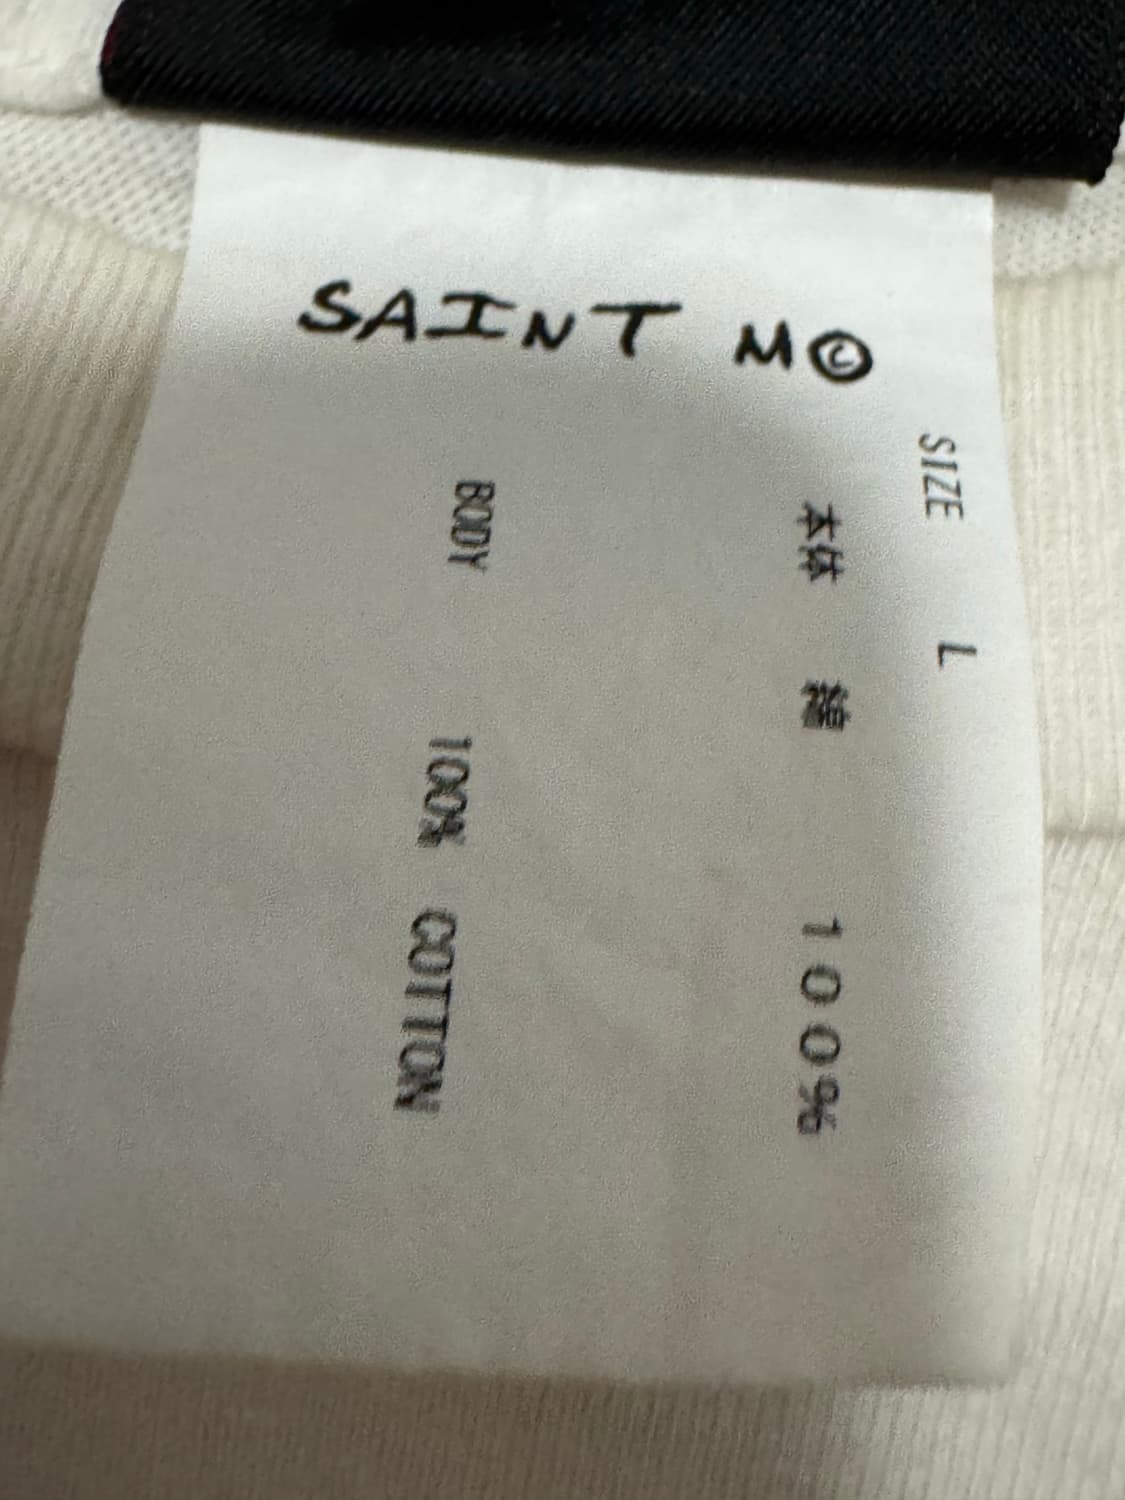 SAINT M©
SIZE L
本体 綿 100%
BODY 100% COTTON